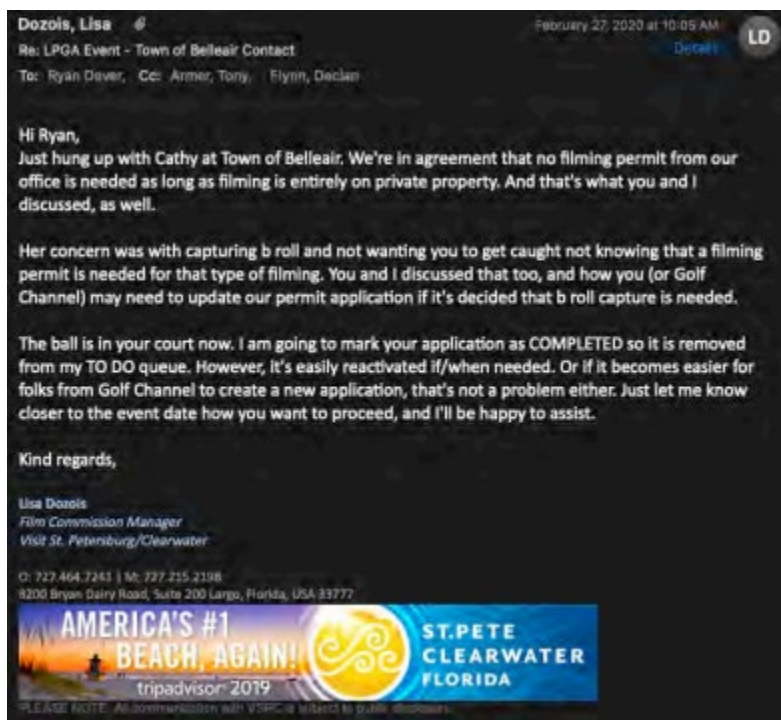 Dozois, Lisa
February 27, 2020 at 10:05 AM
LD
Re: LPGA Event - Town of Belleair Contact
Details
To: Ryan Dever, Cc: Armer, Tony, Flynn, Declan
Hi Ryan,
Just hung up with Cathy at Town of Belleair. We're in agreement that no filming permit from our
office is needed as long as filming is entirely on private property. And that's what you and I
discussed, as well.
Her concern was with capturing b roll and not wanting you to get caught not knowing that a filming
permit is needed for that type of filming. You and I discussed that too, and how you (or Golf
Channel) may need to update our permit application if it's decided that b roll capture is needed.
The ball is in your court now. I am going to mark your application as COMPLETED so it is removed
from my TO DO queue. However, it's easily reactivated if/when needed. Or if it becomes easier for
folks from Golf Channel to create a new application, that's not a problem either. Just let me know
closer to the event date how you want to proceed, and I'll be happy to assist.
Kind regards,
Lisa Dozois
Film Commission Manager
Visit St. Petersburg/Clearwater
O: 727.464.7241 | M: 727.215.2198
8200 Bryan Dairy Road, Suite 200 Largo, Florida, USA 33777
AMERICA'S #1
BEACH, AGAIN!
tripadvisor 2019
ST.PETE
CLEARWATER
FLORIDA
PLEASE NOTE: All communication with VSPC is subject to public disclosure.